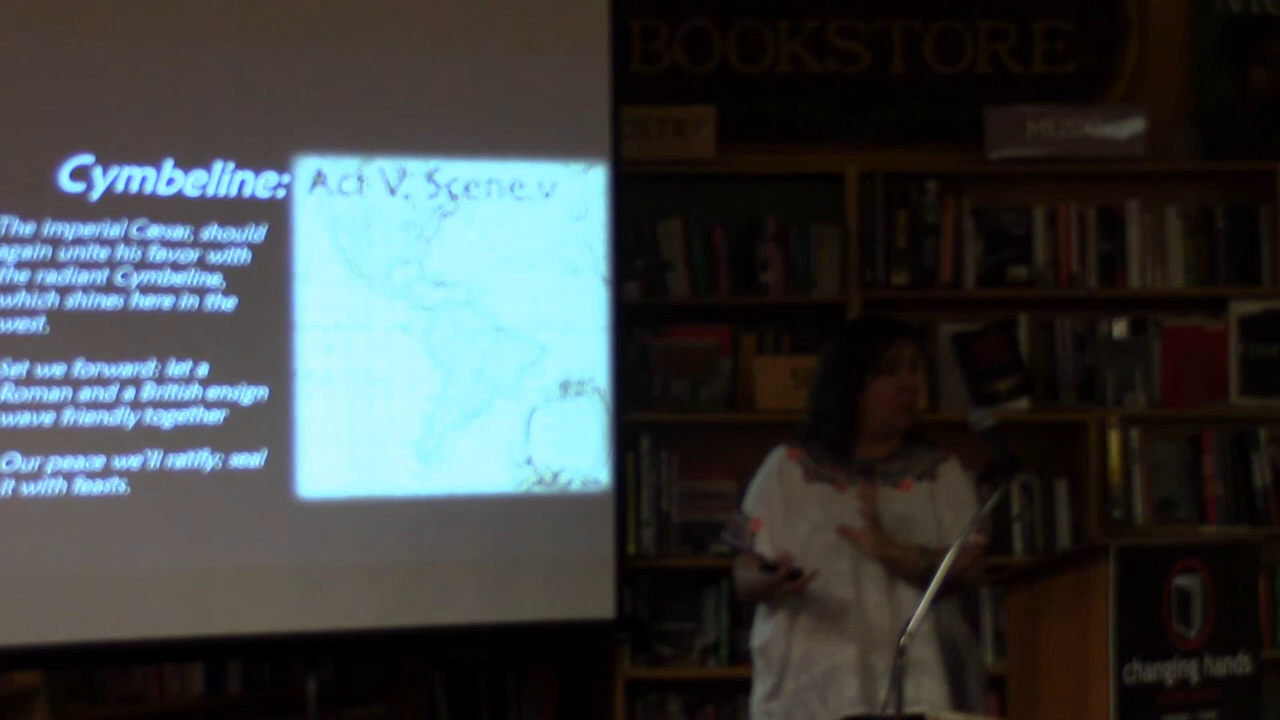 BOOKSTORE
Cymbeline: Act V. Scene v
The Imperial Cæsar, should
again unite his favor with
the radiant Cymbeline,
which shines here in the
west.
Set we forward; let a
Roman and a British ensign
wave friendly together
Our peace we'll ratify; seal
it with feasts.
changing hands